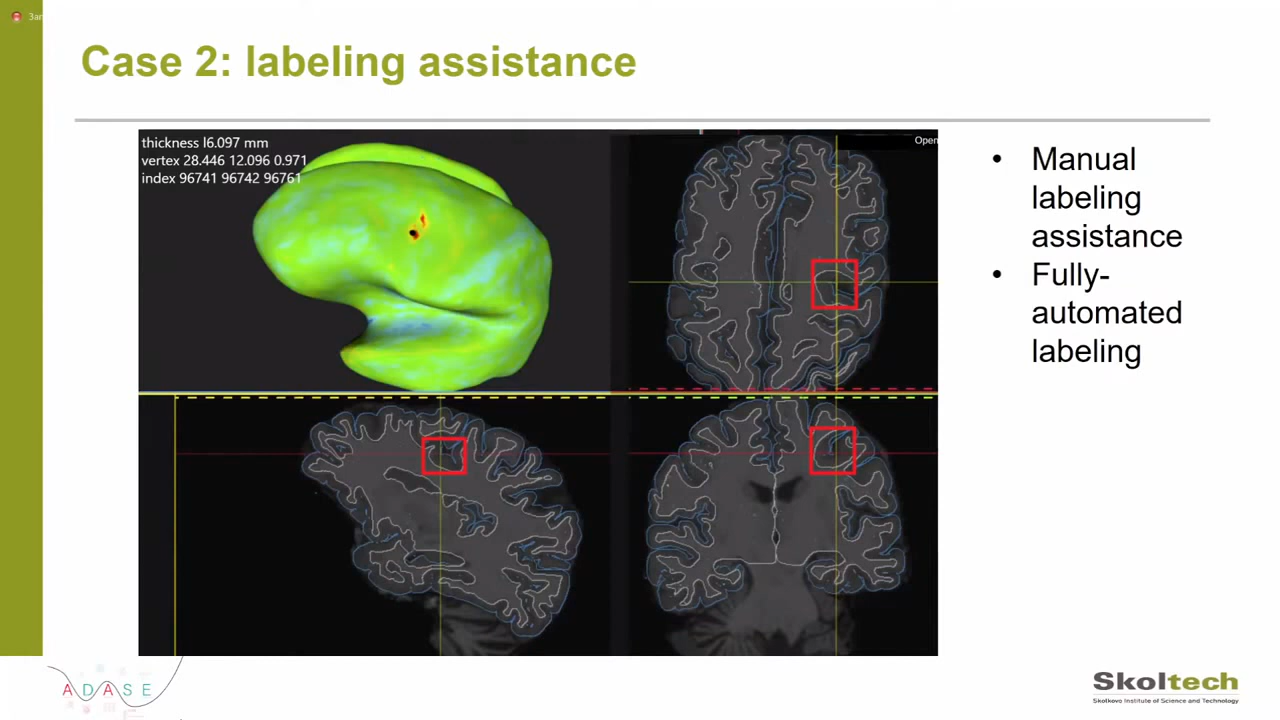 Case 2: labeling assistance
thickness l6.097 mm
vertex 28.446 12.096 0.971
index 96741 96742 96761
Open
• Manual
labeling
assistance
• Fully-
automated
labeling
ADASE
Skoltech
Skolkovo Institute of Science and Technology